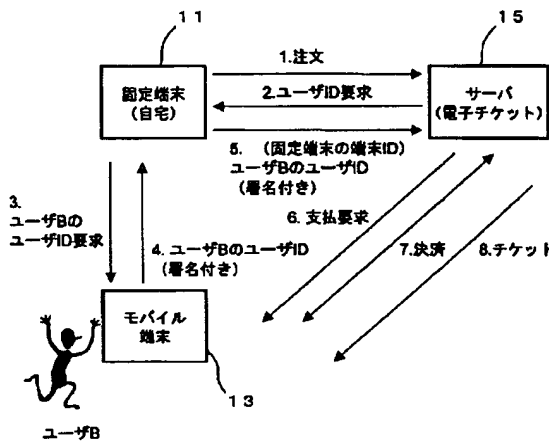 11
15
固定端末
(自宅)
1.注文
2.ユーザID要求
サーバ
(電子チケット)
5. (固定端末の端末ID)
ユーザBのユーザID
(署名付き)
3.
ユーザBの
ユーザID要求
4. ユーザBのユーザID
(署名付き)
6. 支払要求
7.決済
8.チケット
モバイル
端末
13
ユーザB